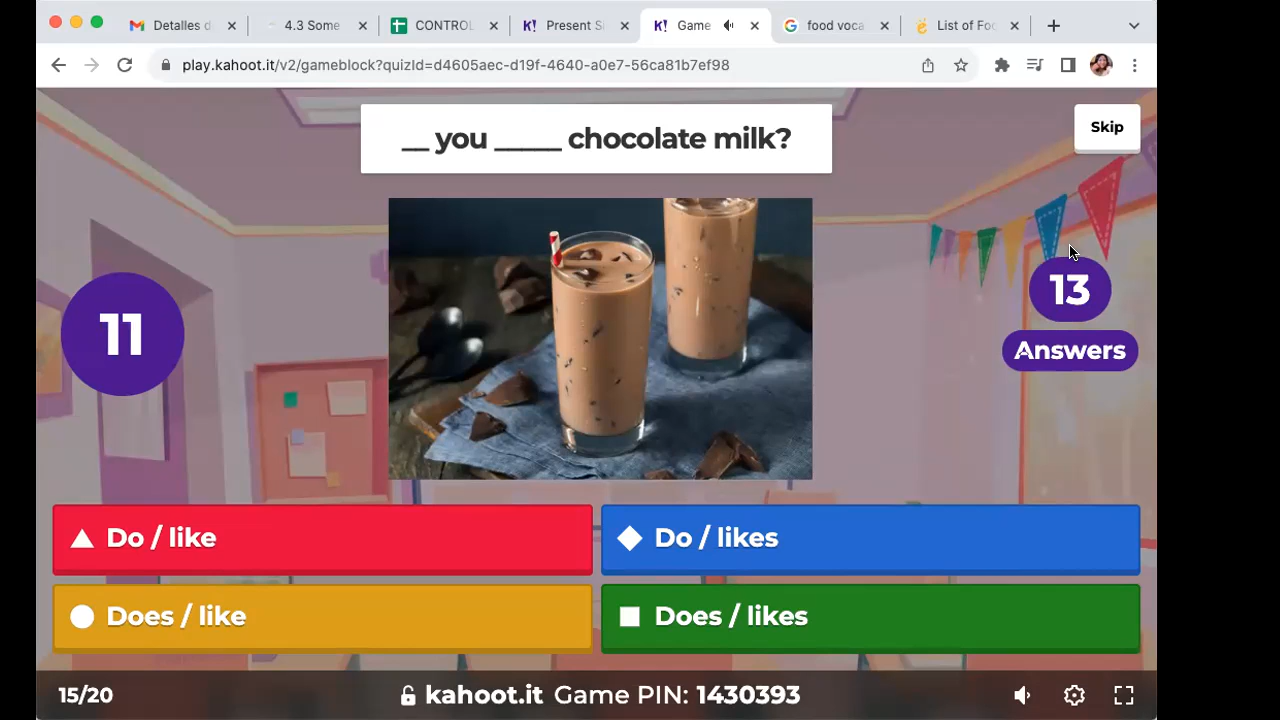 Detalles d
4.3 Some
CONTROL
K! Present Si
K! Game
food voca
List of Foo
play.kahoot.it/v2/gameblock?quizId=d4605aec-d19f-4640-a0e7-56ca81b7ef98
__ you _____ chocolate milk?
Skip
11
13
Answers
Do / like
Do / likes
Does / like
Does / likes
15/20
kahoot.it Game PIN: 1430393